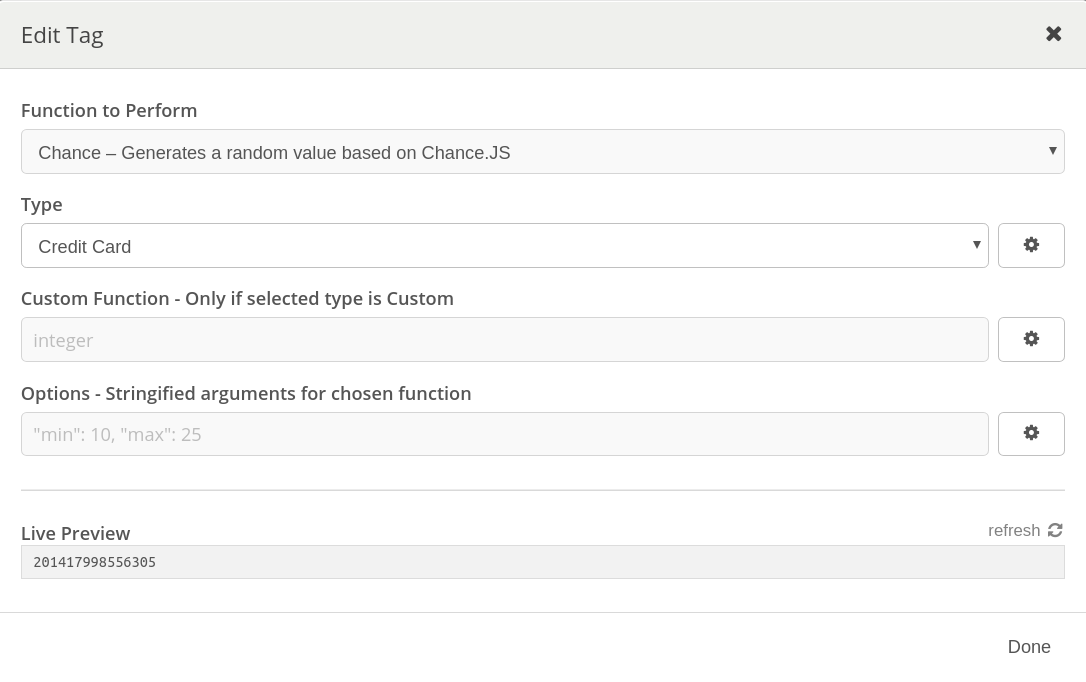 Edit Tag
Function to Perform
Chance – Generates a random value based on Chance.JS
Type
Credit Card
Custom Function - Only if selected type is Custom
integer
Options - Stringified arguments for chosen function
"min": 10, "max": 25
Live Preview
refresh
201417998556305
Done